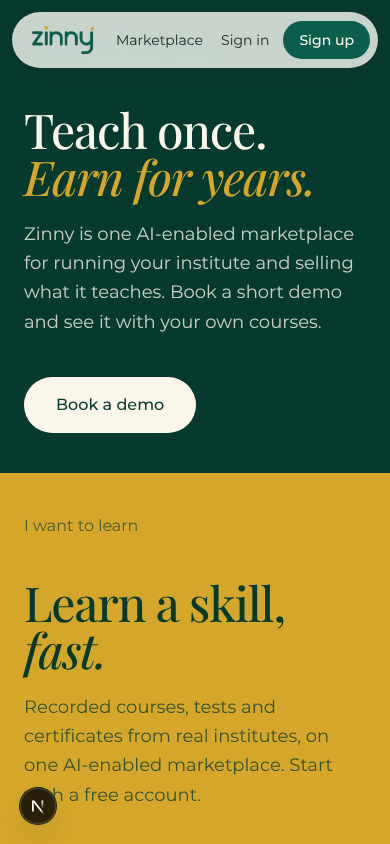 zinny
Marketplace
Sign in
Sign up
Teach once.
Earn for years.
Zinny is one AI-enabled marketplace
for running your institute and selling
what it teaches. Book a short demo
and see it with your own courses.
Book a demo
I want to learn
Learn a skill,
fast.
Recorded courses, tests and
certificates from real institutes, on
one AI-enabled marketplace. Start
a free account.
N